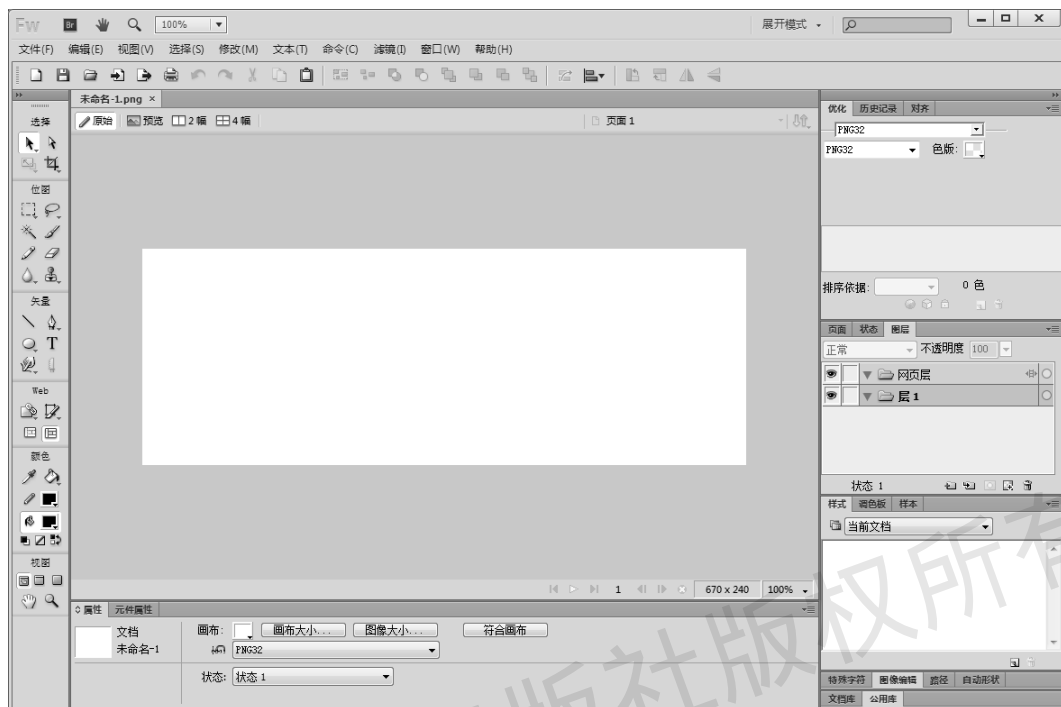 Fw Br 100% 展开模式
文件(F) 编辑(E) 视图(V) 选择(S) 修改(M) 文本(T) 命令(C) 滤镜(I) 窗口(W) 帮助(H)
未命名-1.png ×
选择
原始 预览 2 幅 4 幅 页面 1
位图
矢量
T
Web
颜色
视图
优化 历史记录 对齐
PNG32
PNG32 色版:
排序依据: 0 色
页面 状态 图层
正常 不透明度 100
网页层
层 1
状态 1
样式 调色板 样本
当前文档
1 670 x 240 100%
属性 元件属性
文档 画布: 画布大小... 图像大小... 符合画布
未命名-1 PNG32
状态: 状态 1
特殊字符 图像编辑 路径 自动形状
文档库 公用库
版社版权所有